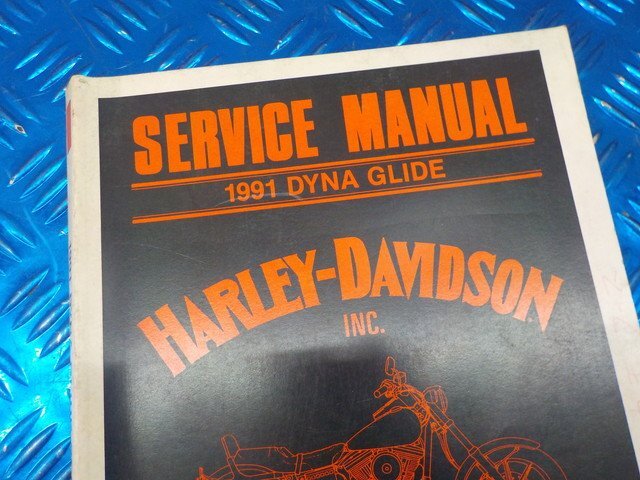 SERVICE MANUAL
1991 DYNA GLIDE
HARLEY-DAVIDSON
INC.